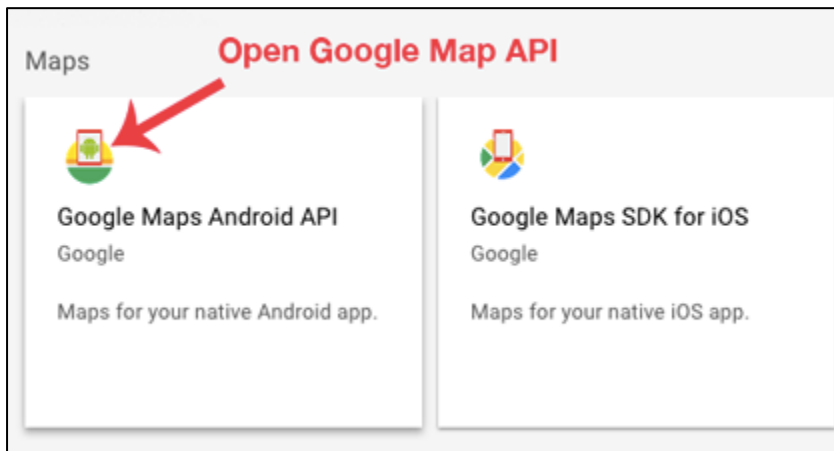 Maps
Open Google Map API
Google Maps Android API
Google
Maps for your native Android app.
Google Maps SDK for iOS
Google
Maps for your native iOS app.